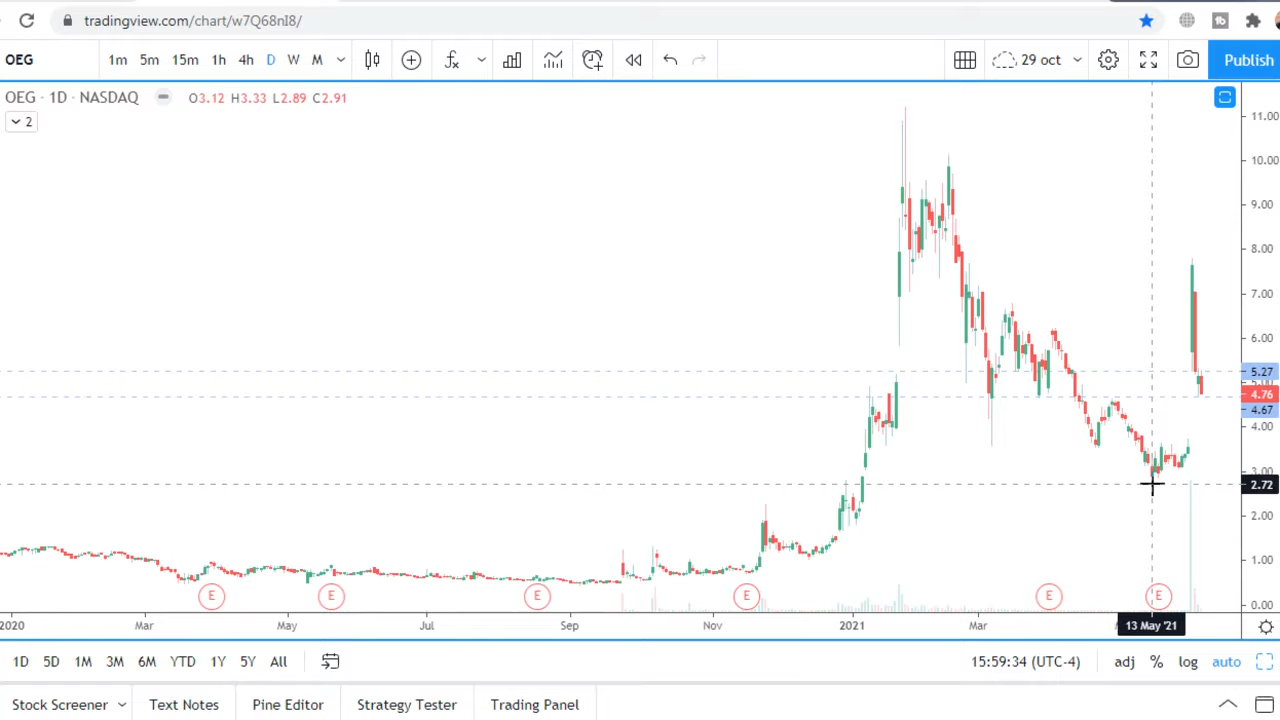 tradingview.com/chart/w7Q68nI8/
OEG 1m 5m 15m 1h 4h D W M 29 oct Publish
OEG · 1D · NASDAQ O3.12 H3.33 L2.89 C2.91
2
11.00
10.00
9.00
8.00
7.00
6.00
5.27
5.00
4.76
4.67
4.00
3.00
2.72
2.00
1.00
0.00
E E E E E E
2020 Mar May Jul Sep Nov 2021 Mar 13 May '21
1D 5D 1M 3M 6M YTD 1Y 5Y All 15:59:34 (UTC-4) adj % log auto
Stock Screener Text Notes Pine Editor Strategy Tester Trading Panel